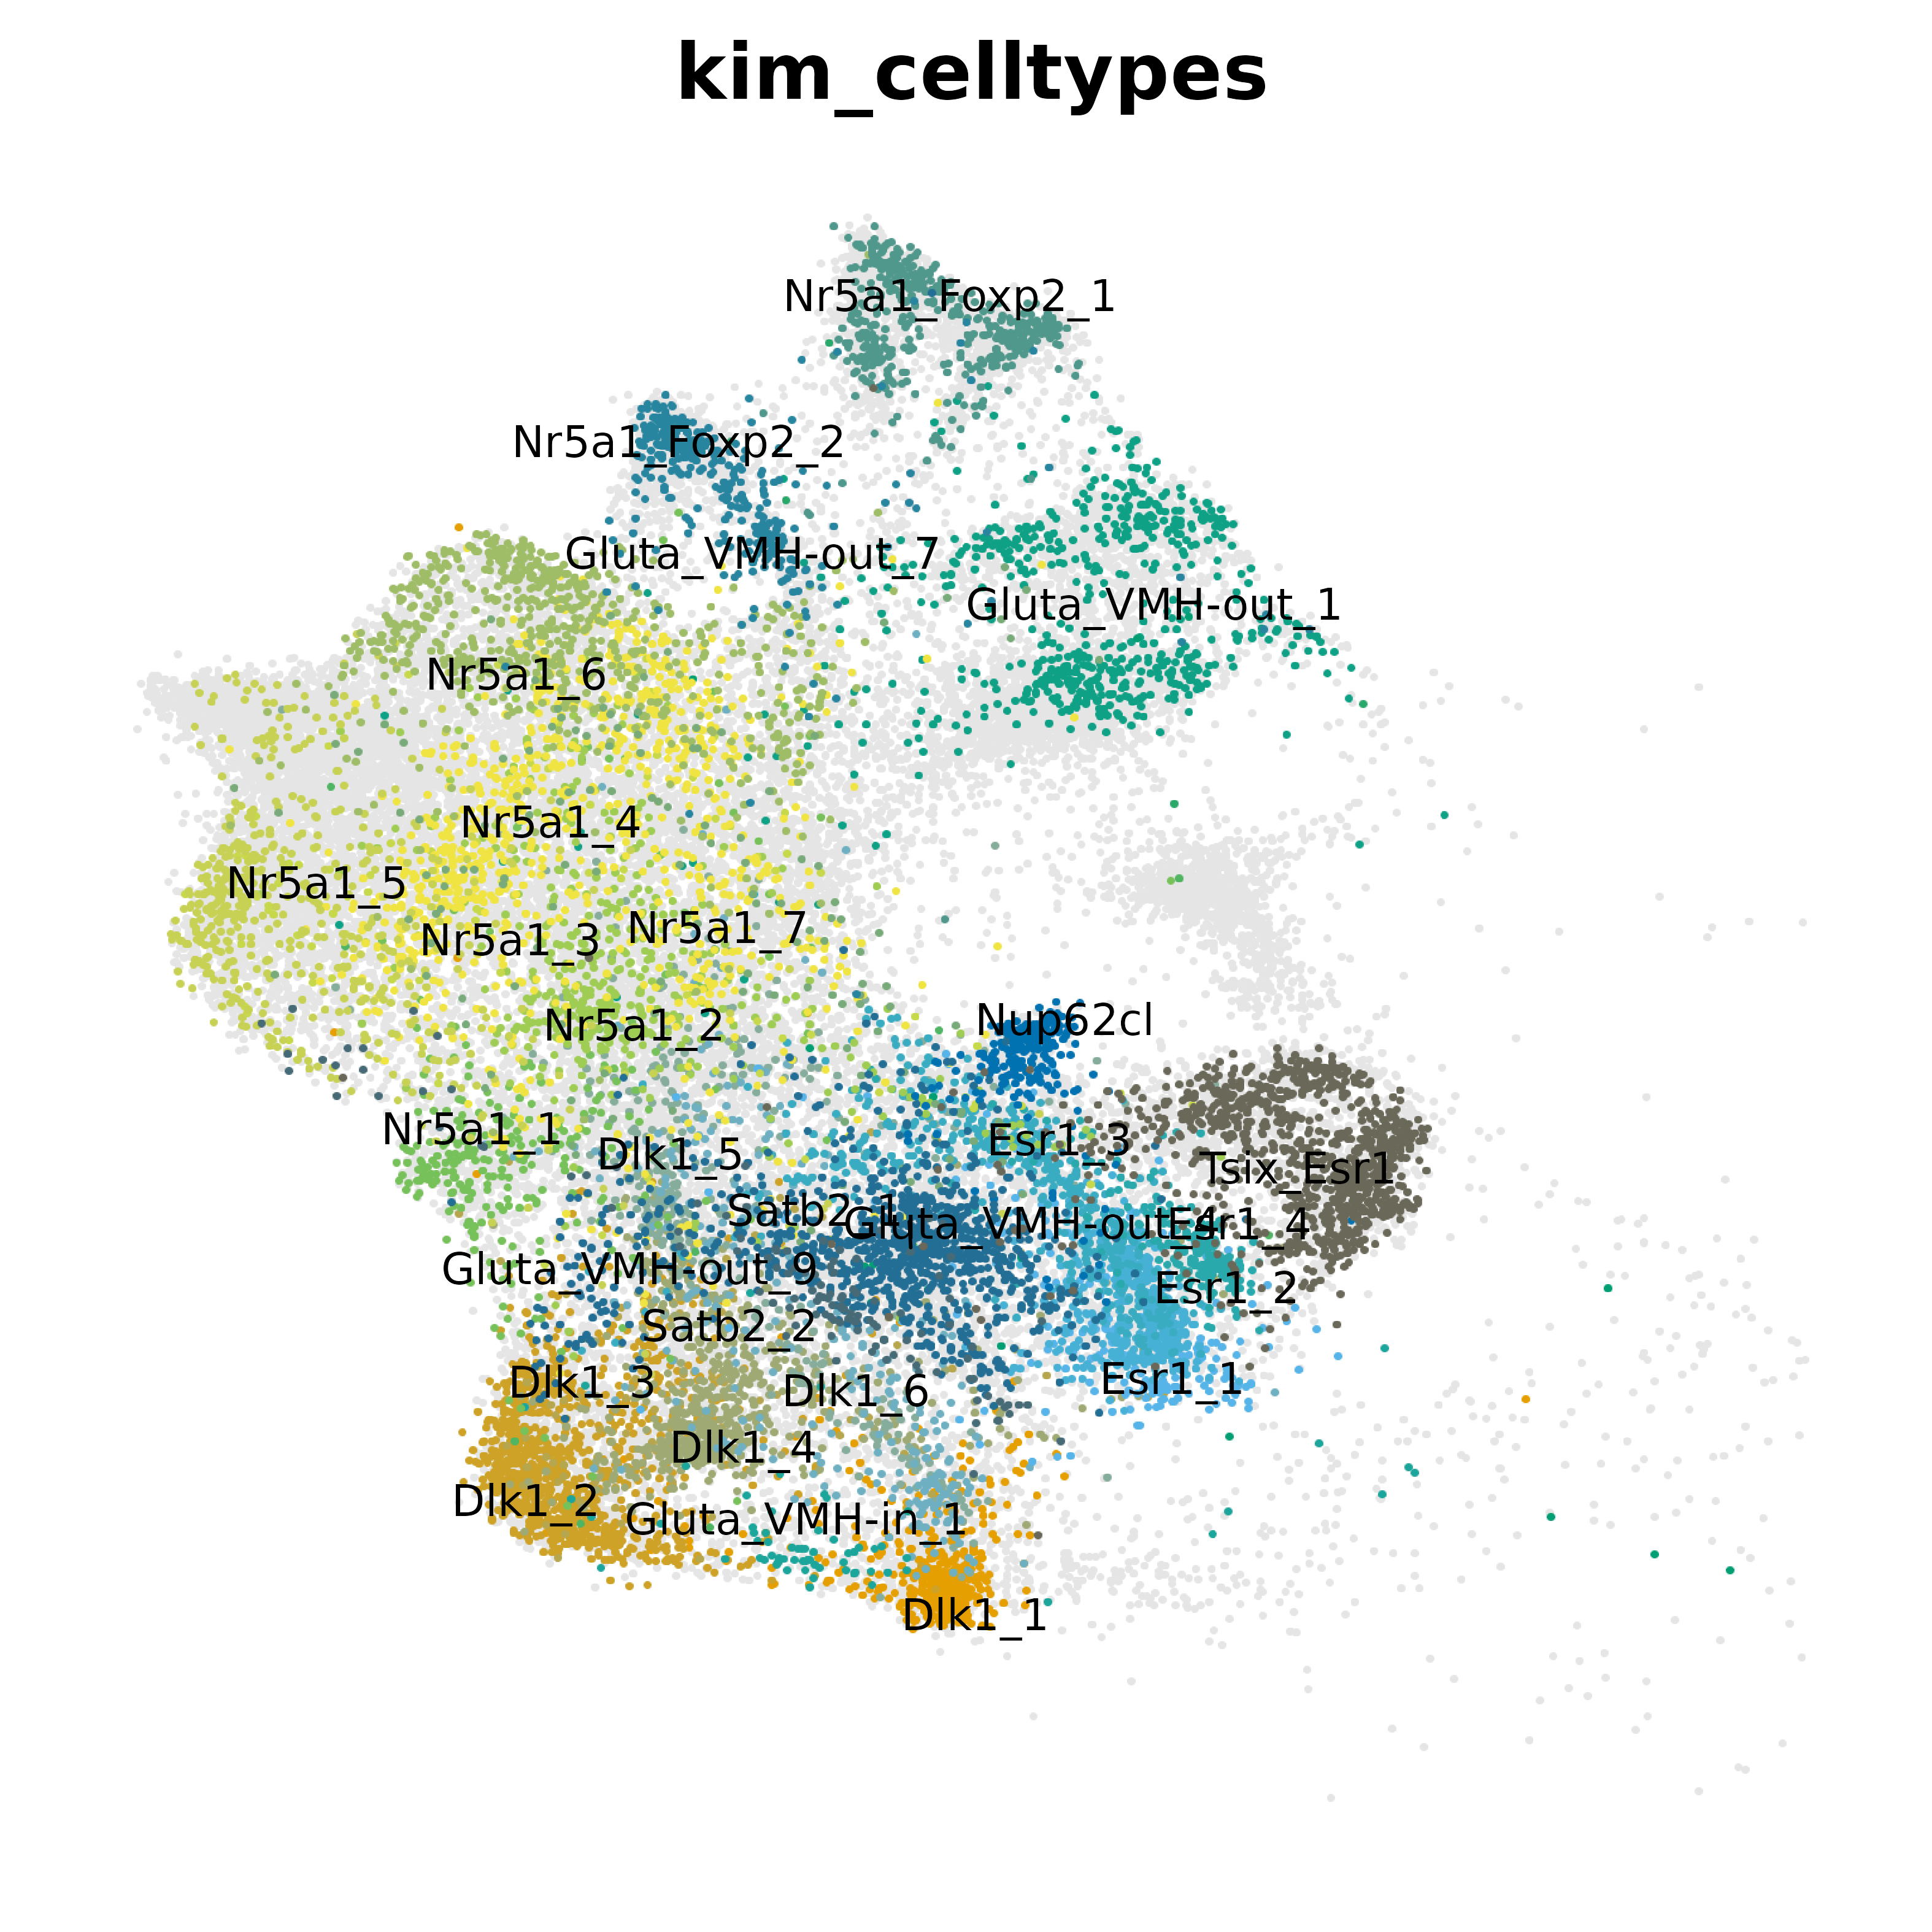 kim_celltypes
Nr5a1_Foxp2_1
Nr5a1_Foxp2_2
Gluta_VMH-out_7
Gluta_VMH-out_1
Nr5a1_6
Nr5a1_4
Nr5a1_5
Nr5a1_7
Nr5a1_3
Nup62cl
Nr5a1_2
Nr5a1_1
Esr1_3
Dlk1_5
Tsix_Esr1
Satb2_1
Gluta_VMH-out_4
Esr1_4
Gluta_VMH-out_9
Esr1_2
Satb2_2
Esr1_1
Dlk1_3
Dlk1_6
Dlk1_4
Dlk1_2
Gluta_VMH-in_1
Dlk1_1